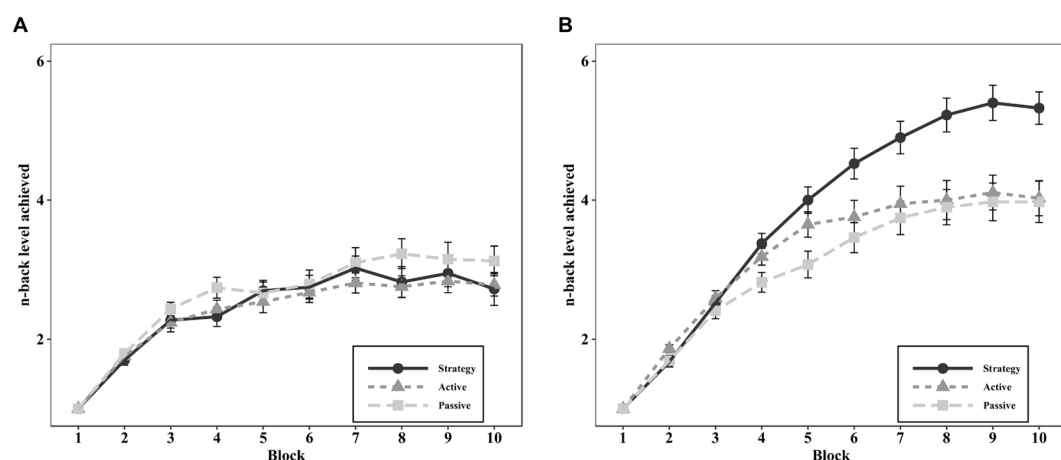 A
n-back level achieved
6
4
2
Strategy
Active
Passive
1 2 3 4 5 6 7 8 9 10
Block
B
n-back level achieved
6
4
2
Strategy
Active
Passive
1 2 3 4 5 6 7 8 9 10
Block